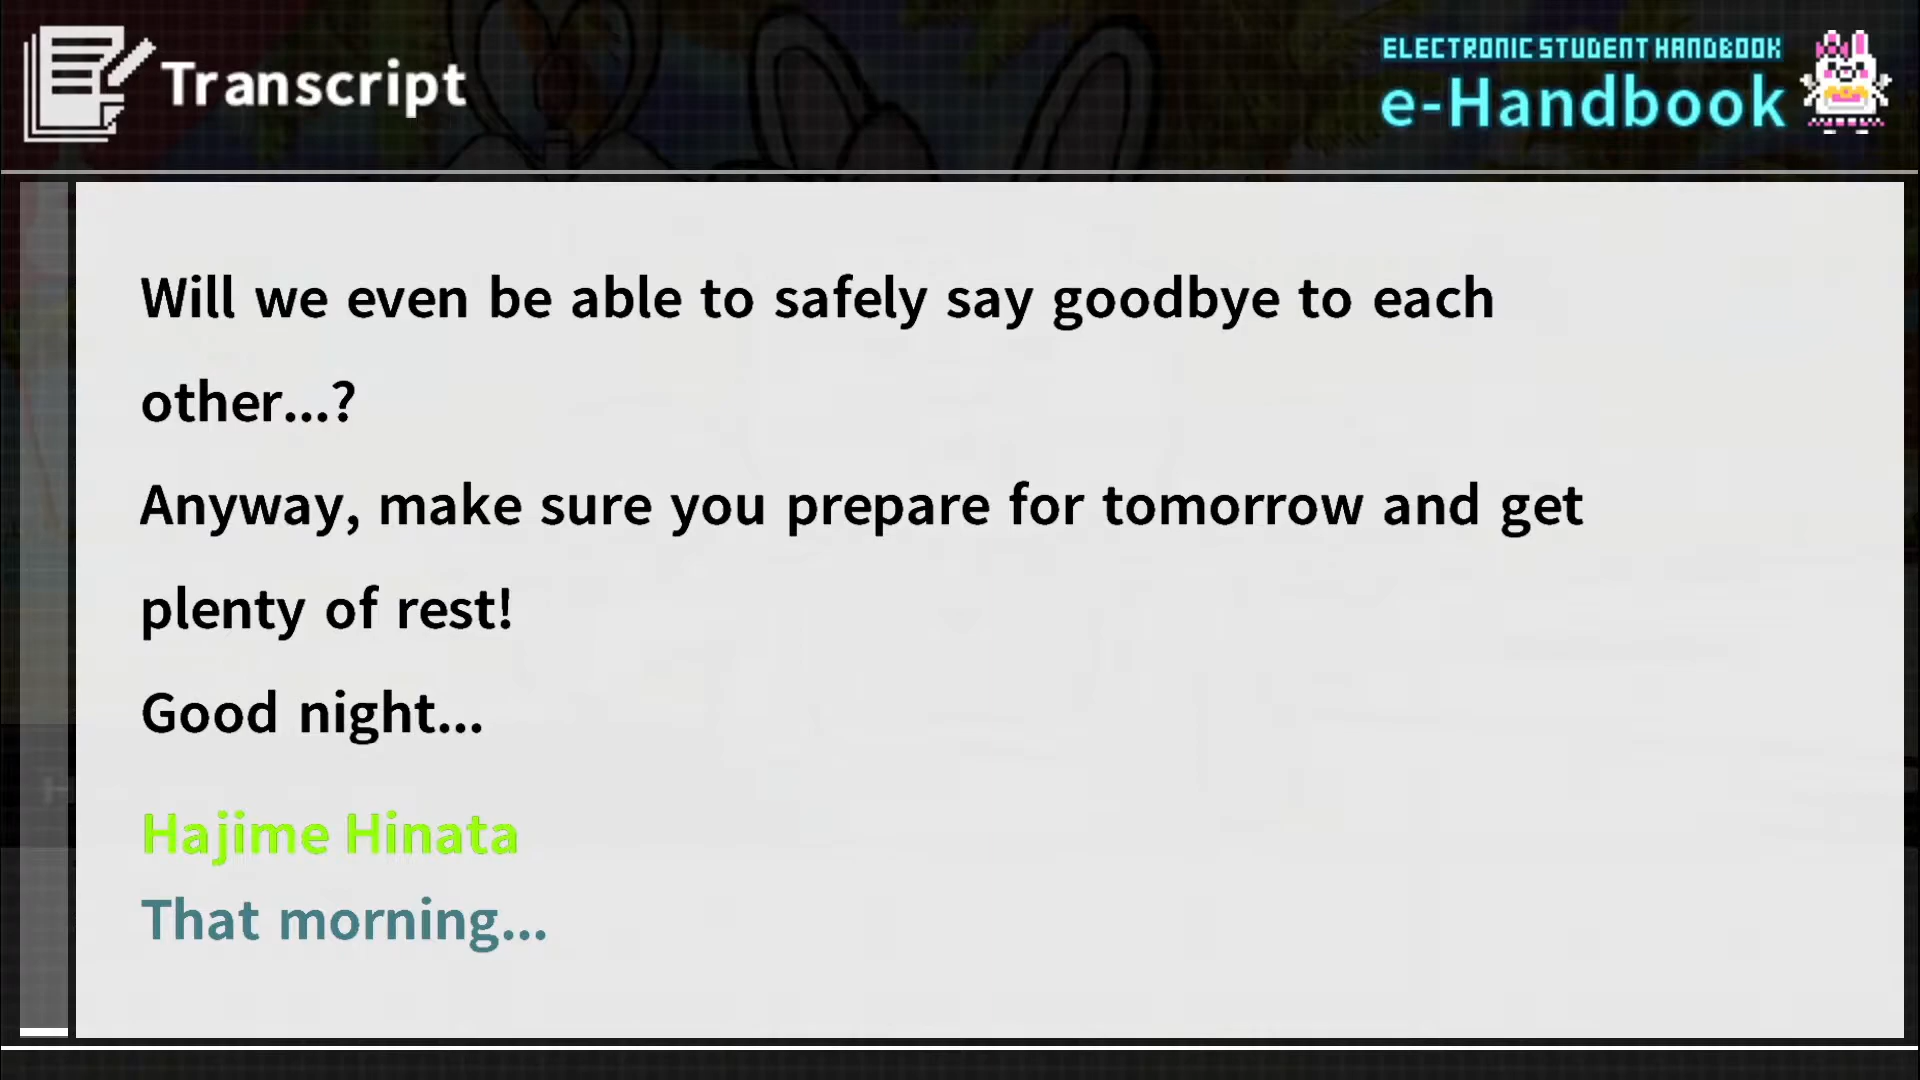 Transcript
ELECTRONIC STUDENT HANDBOOK
e-Handbook
Will we even be able to safely say goodbye to each
other...?
Anyway, make sure you prepare for tomorrow and get
plenty of rest!
Good night...
Hajime Hinata
That morning...